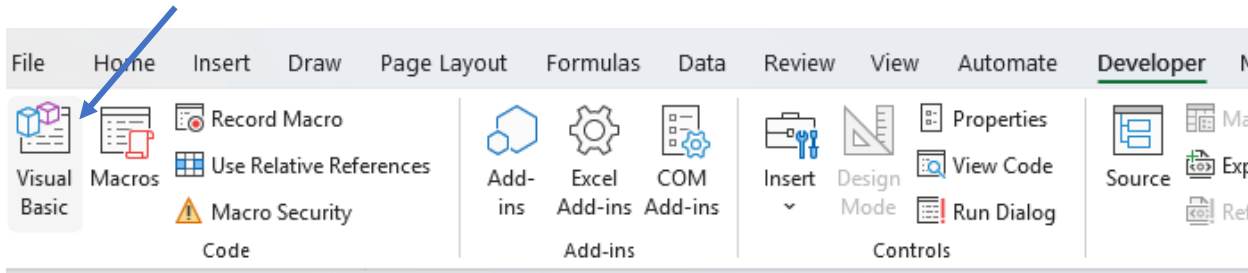 File Home Insert Draw Page Layout Formulas Data Review View Automate Developer
Record Macro Properties
Use Relative References View Code
Visual Macros Add- Excel COM Insert Design Source
Basic ins Add-ins Add-ins Mode
Macro Security Run Dialog
Code Add-ins Controls